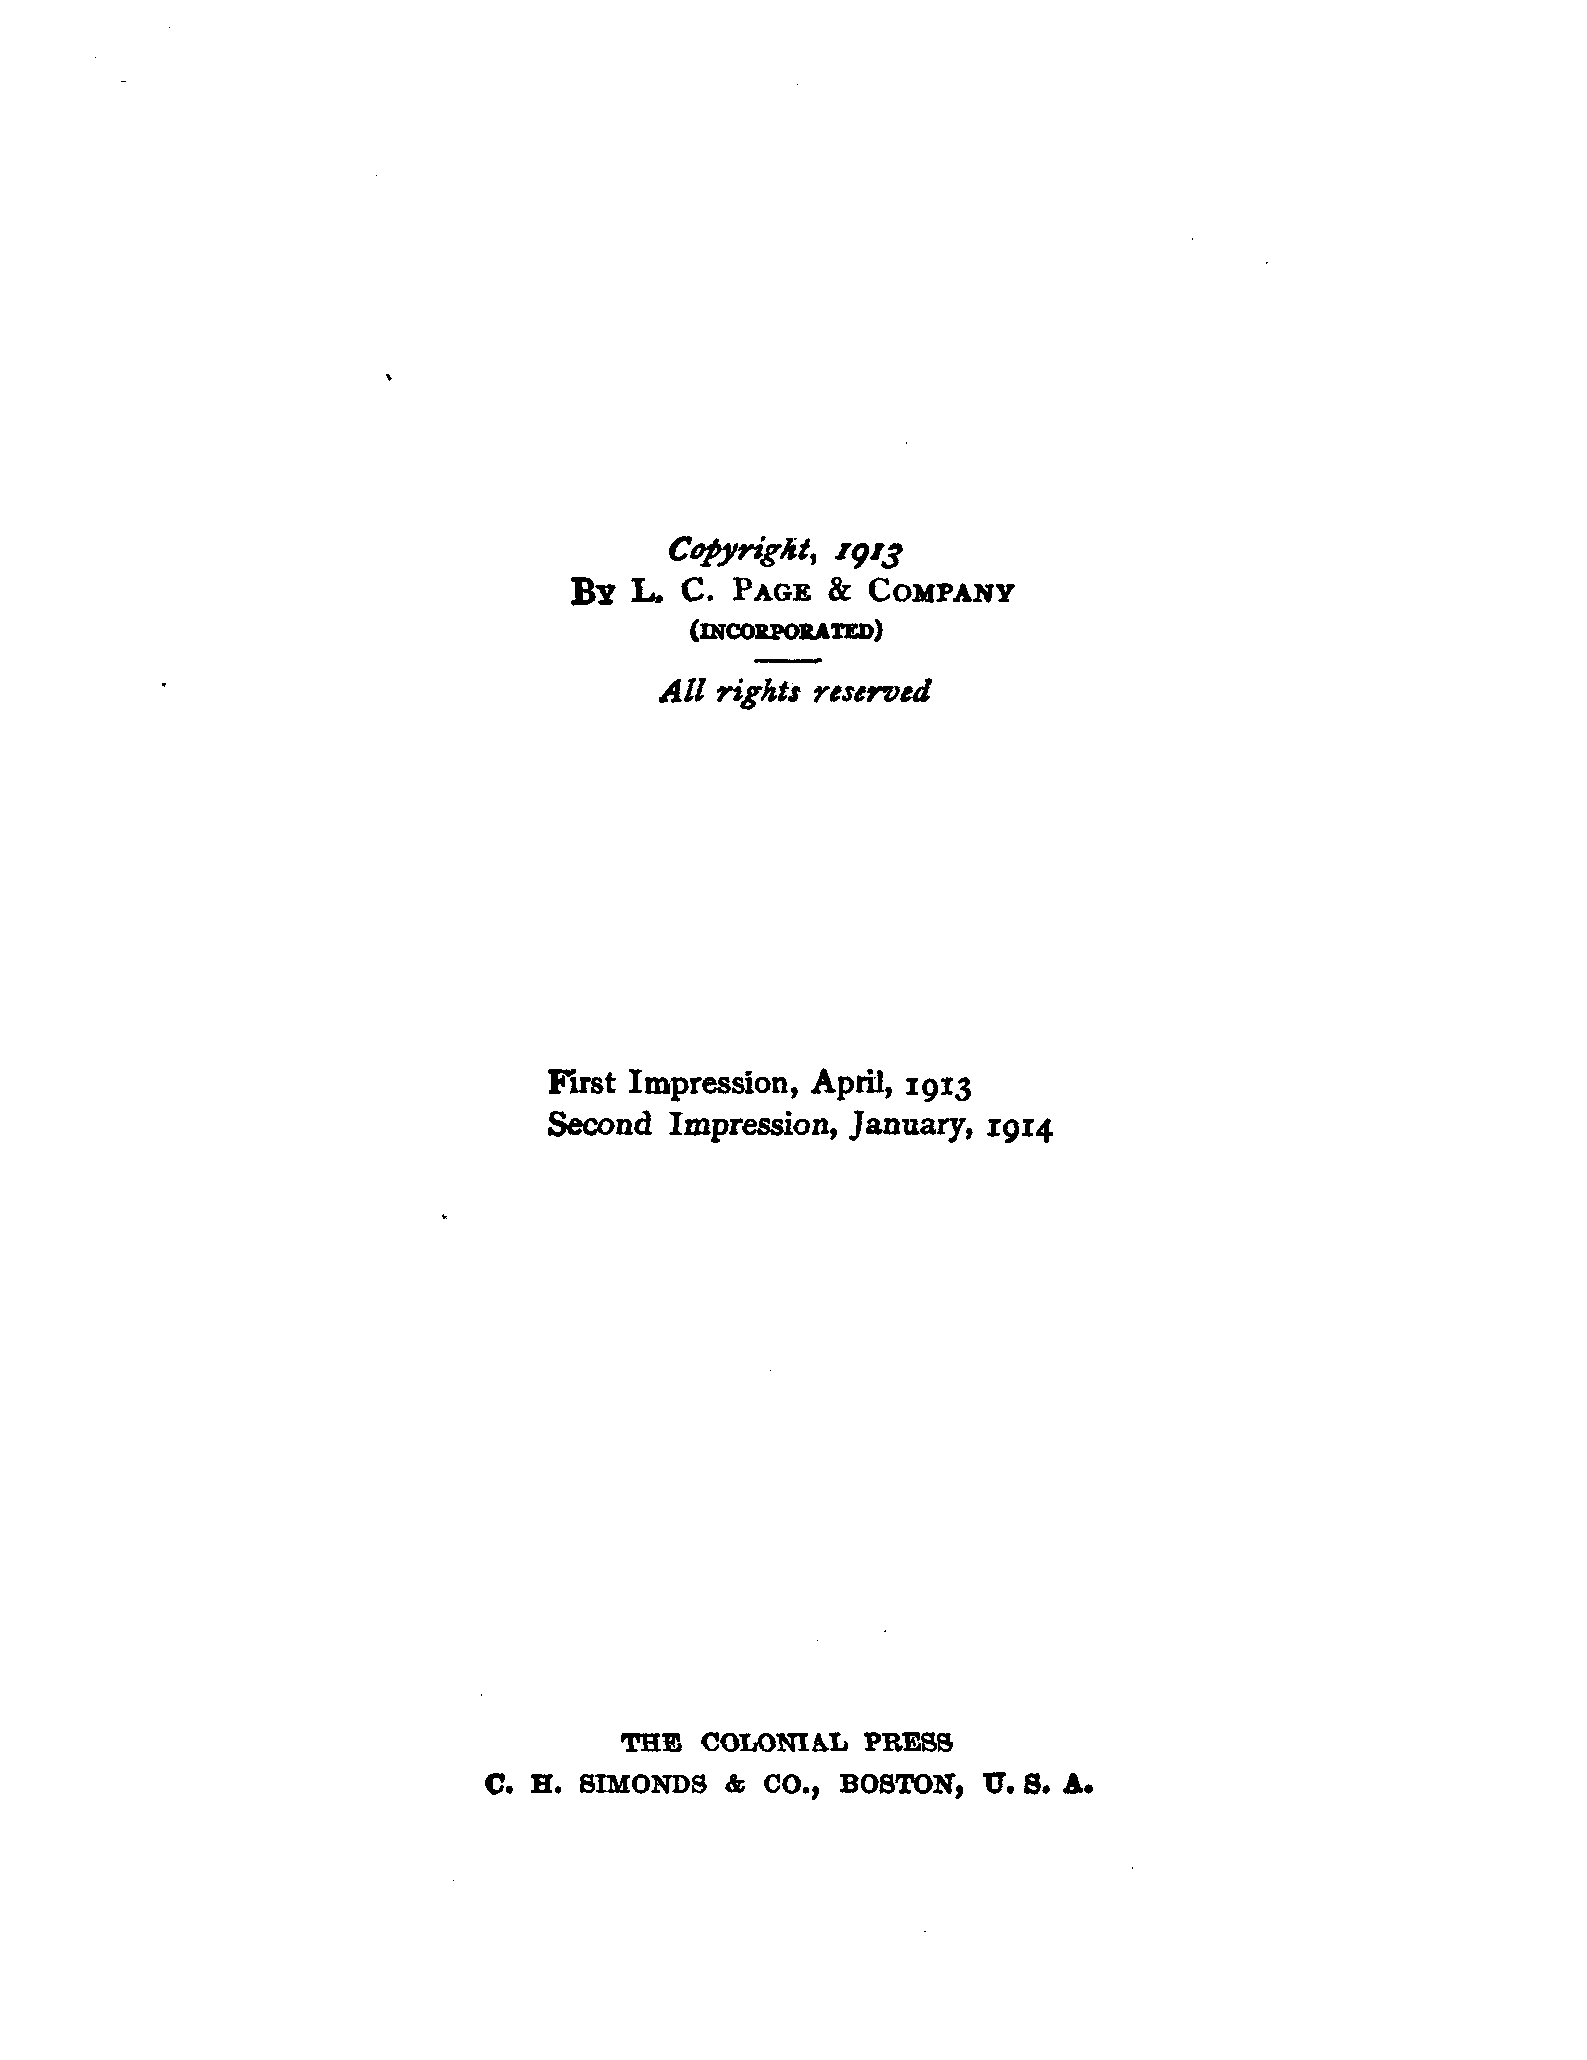 Copyright, 1913
By L. C. Page & Company
(INCORPORATED)
All rights reserved
First Impression, April, 1913
Second Impression, January, 1914
THE COLONIAL PRESS
C. H. SIMONDS & CO., BOSTON, U. S. A.